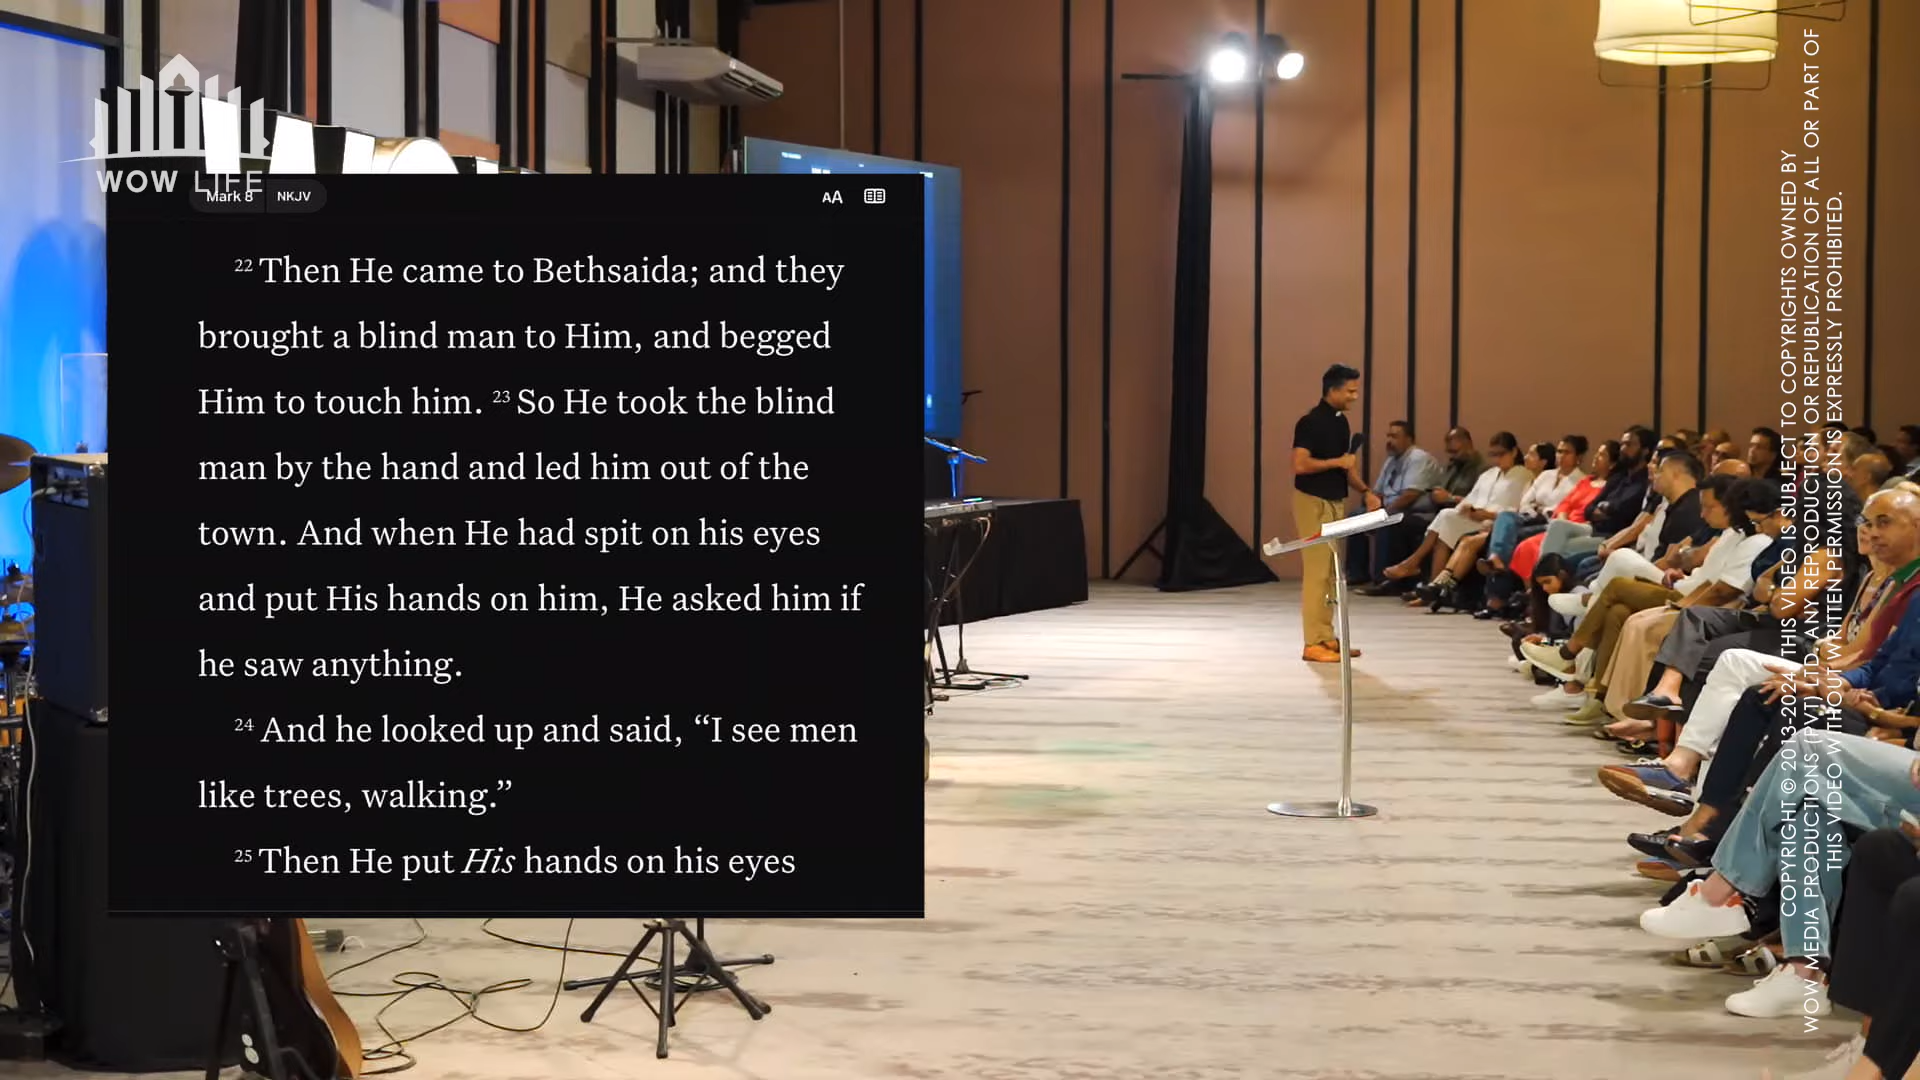 WOW LIFE
Mark 8 NKJV
AA
22 Then He came to Bethsaida; and they
brought a blind man to Him, and begged
Him to touch him. 23 So He took the blind
man by the hand and led him out of the
town. And when He had spit on his eyes
and put His hands on him, He asked him if
he saw anything.
24 And he looked up and said, “I see men
like trees, walking.”
25 Then He put His hands on his eyes
COPYRIGHT © 2013-2024 THIS VIDEO IS SUBJECT TO COPYRIGHTS OWNED BY
WOW MEDIA PRODUCTIONS (PVT) LTD. ANY REPRODUCTION OR REPUBLICATION OF ALL OR PART OF
THIS VIDEO WITHOUT WRITTEN PERMISSION IS EXPRESSLY PROHIBITED.